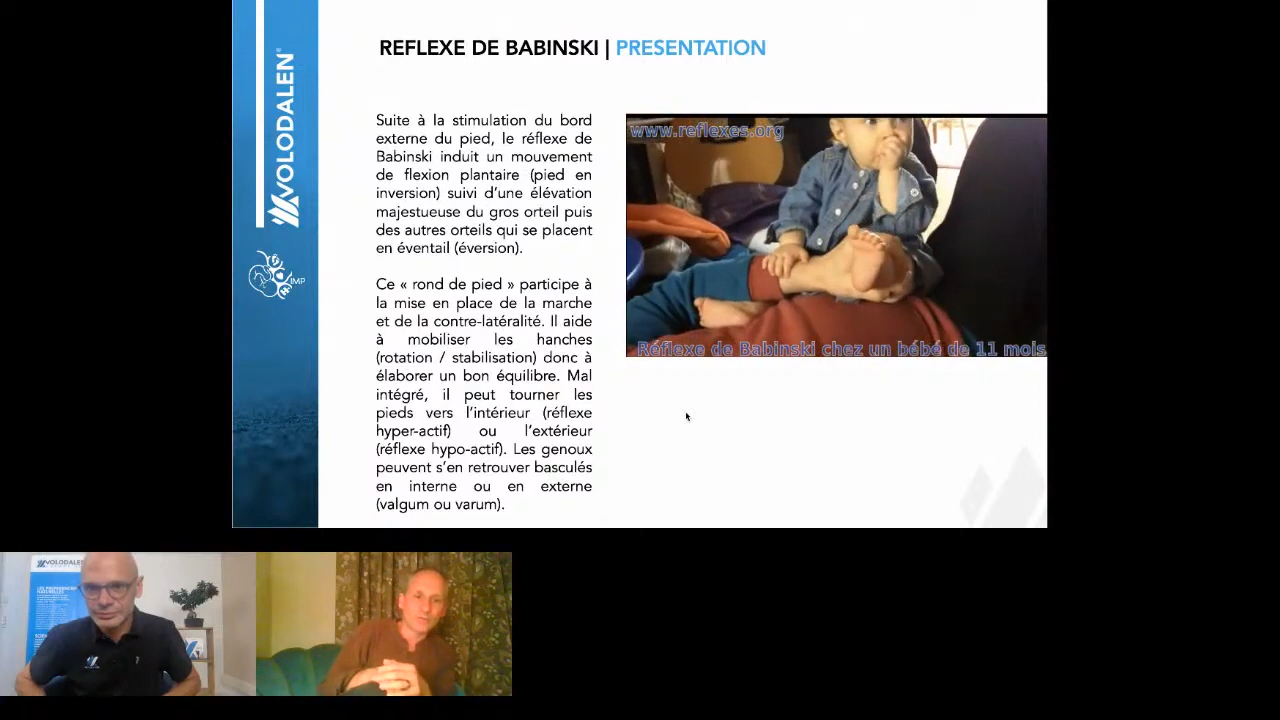 REFLEXE DE BABINSKI | PRESENTATION
VOLODALEN
IMP
Suite à la stimulation du bord
externe du pied, le réflexe de
Babinski induit un mouvement
de flexion plantaire (pied en
inversion) suivi d'une élévation
majestueuse du gros orteil puis
des autres orteils qui se placent
en éventail (éversion).
Ce « rond de pied » participe à
la mise en place de la marche
et de la contre-latéralité. Il aide
à mobiliser les hanches
(rotation / stabilisation) donc à
élaborer un bon équilibre. Mal
intégré, il peut tourner les
pieds vers l'intérieur (réflexe
hyper-actif) ou l'extérieur
(réflexe hypo-actif). Les genoux
peuvent s'en retrouver basculés
en interne ou en externe
(valgum ou varum).
www.reflexes.org
Réflexe de Babinski chez un bébé de 11 mois
VOLODALEN